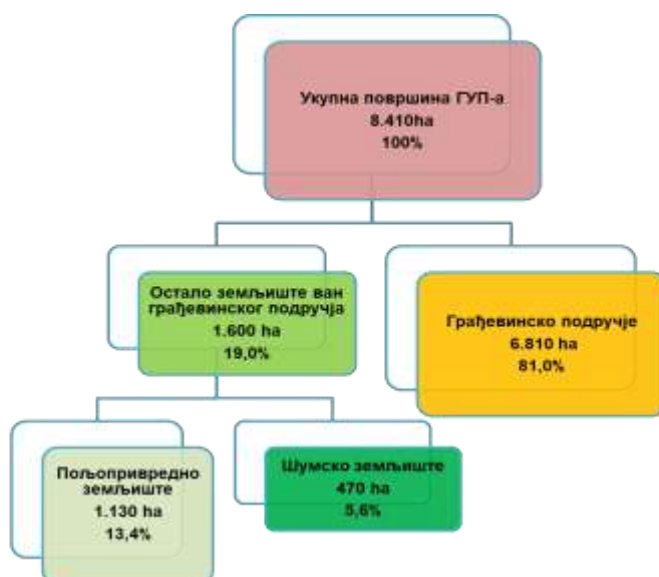 Укупна површина ГУП-а
8.410ha
100%
Остало земљиште ван
грађевинског подручја
1.600 ha
19,0%
Грађевинско подручје
6.810 ha
81,0%
Пољопривредно
земљиште
1.130 ha
13,4%
Шумско земљиште
470 ha
5,6%